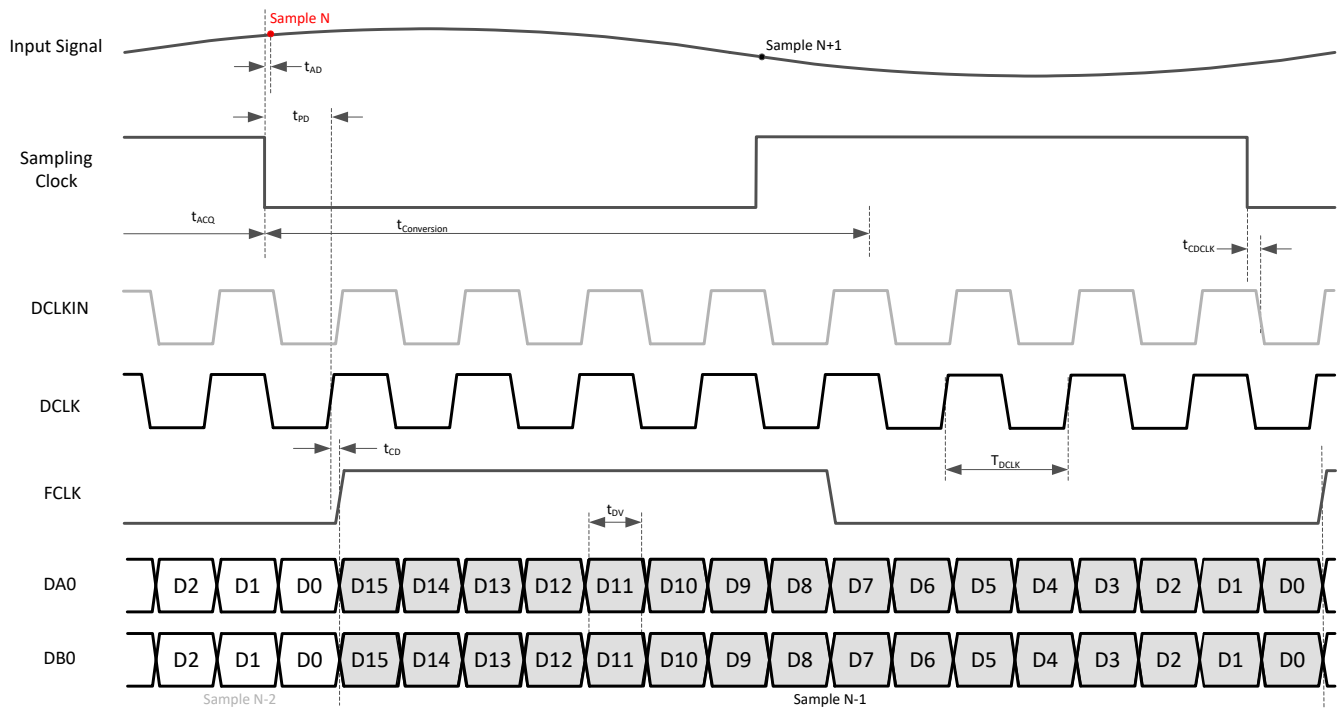 Sample N
Input Signal
Sample N+1
tAD
tPD
Sampling
Clock
tACQ
tConversion
tCDCLK
DCLKIN
DCLK
tCD
TDCLK
FCLK
tDV
DA0 D2 D1 D0 D15 D14 D13 D12 D11 D10 D9 D8 D7 D6 D5 D4 D3 D2 D1 D0
DB0 D2 D1 D0 D15 D14 D13 D12 D11 D10 D9 D8 D7 D6 D5 D4 D3 D2 D1 D0
Sample N-2 Sample N-1